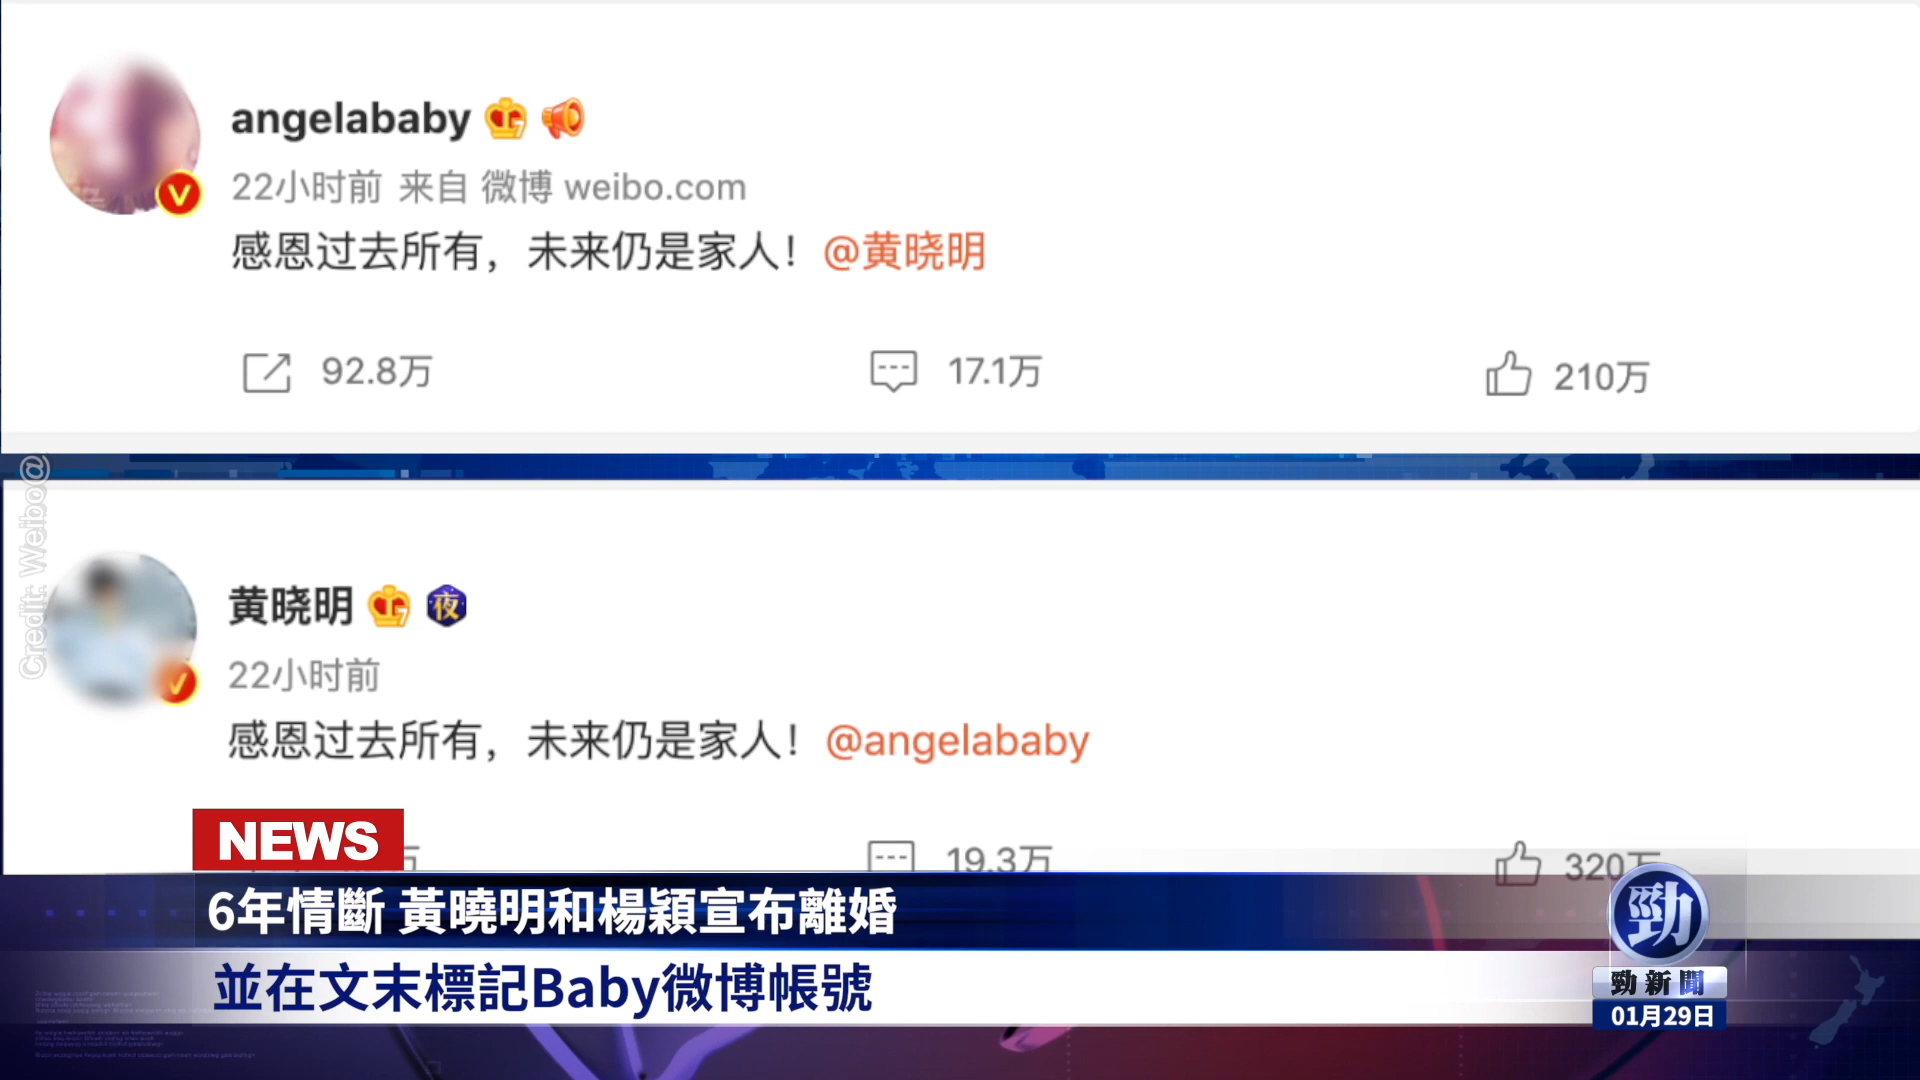 angelababy
22小时前 来自 微博 weibo.com
感恩过去所有，未来仍是家人！@黄晓明
92.8万
17.1万
210万
Credit: Weibo@
黄晓明 夜
22小时前
感恩过去所有，未来仍是家人！@angelababy
19.3万
320万
NEWS
6年情斷 黃曉明和楊穎宣布離婚
並在文末標記Baby微博帳號
勁
勁新聞
01月29日